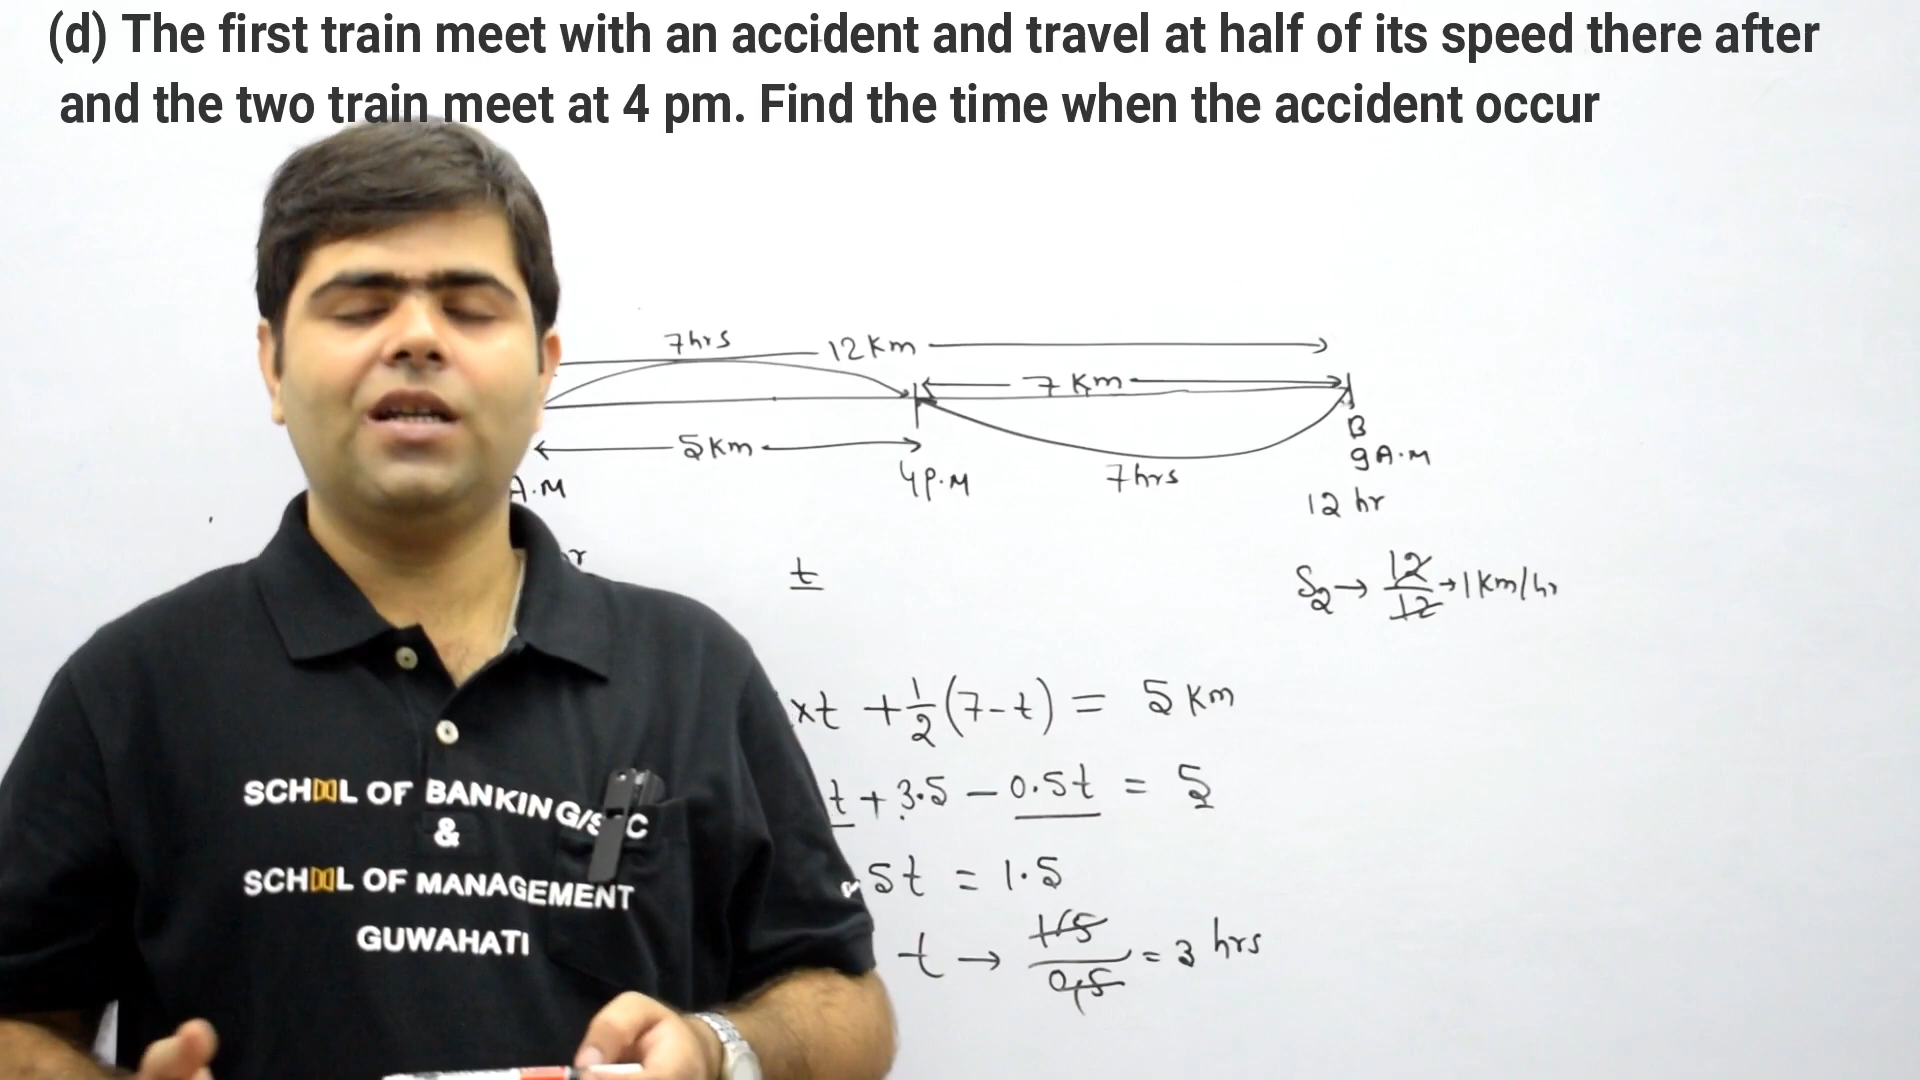 (d) The first train meet with an accident and travel at half of its speed there after
and the two train meet at 4 pm. Find the time when the accident occur
7hrs
12 Km
7 Km
5 Km
B
9 A.M
A.M
4 P.M
7hrs
12 hr
t
S2 → 12/12 → 1 Km/hr
xt + 1/2 (7-t) = 5 Km
t + 3.5 - 0.5t = 5
5t = 1.5
t → 1.5/0.5 = 3 hrs
SCHOOL OF BANKING/SSC
&
SCHOOL OF MANAGEMENT
GUWAHATI